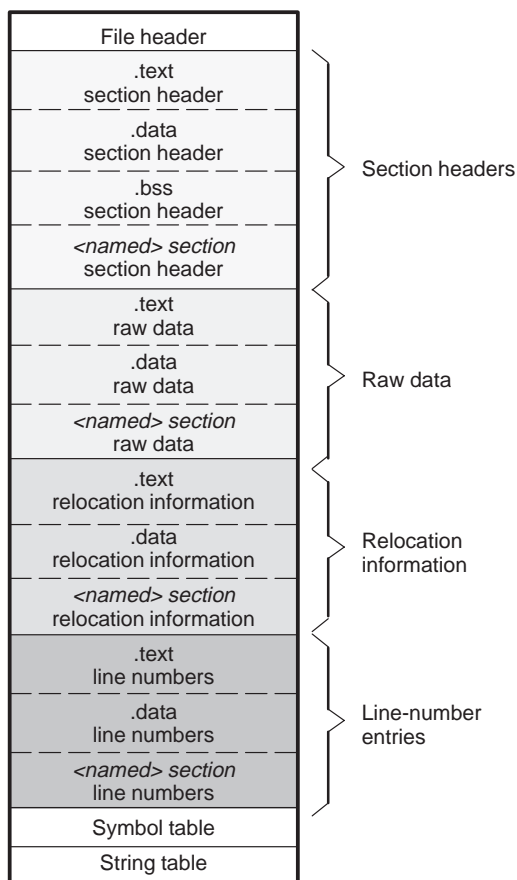 File header
.text
section header
.data
section header
.bss
section header
<named> section
section header
Section headers
.text
raw data
.data
raw data
<named> section
raw data
Raw data
.text
relocation information
.data
relocation information
<named> section
relocation information
Relocation
information
.text
line numbers
.data
line numbers
<named> section
line numbers
Line-number
entries
Symbol table
String table